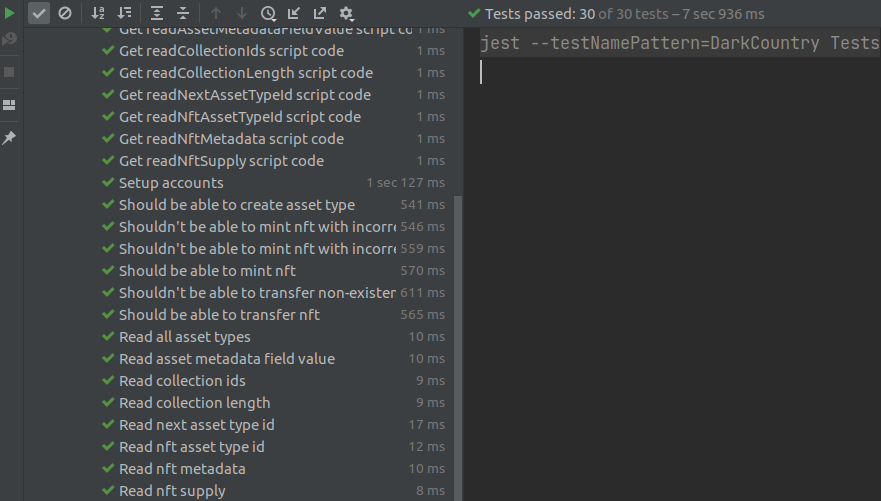 Tests passed: 30 of 30 tests – 7 sec 936 ms
Get readAssetMetadataFieldValue script co 1 ms
Get readCollectionIds script code 1 ms
Get readCollectionLength script code 1 ms
Get readNextAssetTypeId script code 1 ms
Get readNftAssetTypeId script code 1 ms
Get readNftMetadata script code 1 ms
Get readNftSupply script code 1 ms
Setup accounts 1 sec 127 ms
Should be able to create asset type 541 ms
Shouldn't be able to mint nft with incorre 546 ms
Shouldn't be able to mint nft with incorre 559 ms
Should be able to mint nft 570 ms
Shouldn't be able to transfer non-existen 611 ms
Should be able to transfer nft 565 ms
Read all asset types 10 ms
Read asset metadata field value 10 ms
Read collection ids 9 ms
Read collection length 9 ms
Read next asset type id 17 ms
Read nft asset type id 12 ms
Read nft metadata 10 ms
Read nft supply 8 ms
jest --testNamePattern=DarkCountry Tests